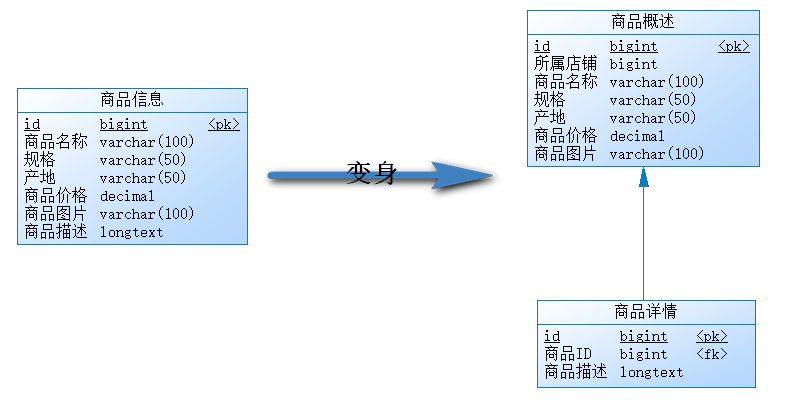 商品信息
id bigint <pk>
商品名称 varchar(100)
规格 varchar(50)
产地 varchar(50)
商品价格 decimal
商品图片 varchar(100)
商品描述 longtext
变身
商品概述
id bigint <pk>
所属店铺 bigint
商品名称 varchar(100)
规格 varchar(50)
产地 varchar(50)
商品价格 decimal
商品图片 varchar(100)
商品详情
id bigint <pk>
商品ID bigint <fk>
商品描述 longtext